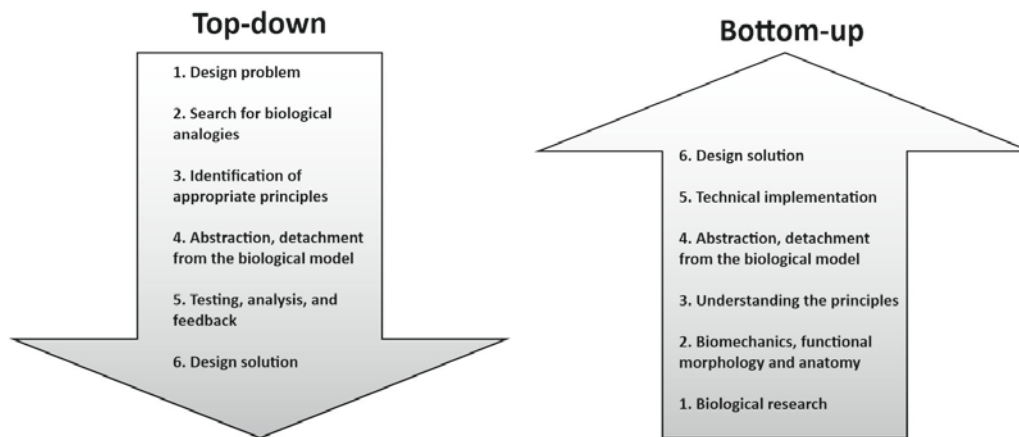 Top-down
1. Design problem
2. Search for biological
analogies
3. Identification of
appropriate principles
4. Abstraction, detachment
from the biological model
5. Testing, analysis, and
feedback
6. Design solution
Bottom-up
6. Design solution
5. Technical implementation
4. Abstraction, detachment
from the biological model
3. Understanding the principles
2. Biomechanics, functional
morphology and anatomy
1. Biological research